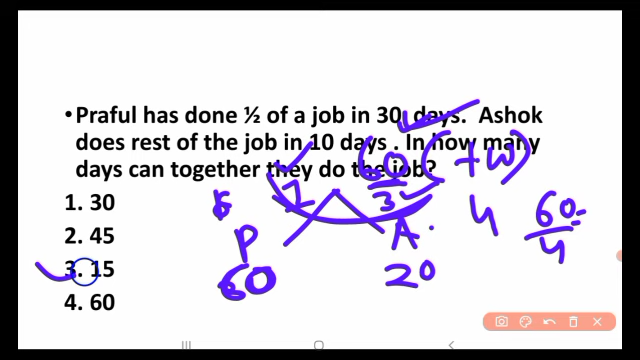 •Praful has done ½ of a job in 30 days. Ashok
does rest of the job in 10 days . In how many
days can together they do the job?
60 (TW)
1. 30
1 3 4 60
2. 45
P A 4
3. 15
60 20
4. 60